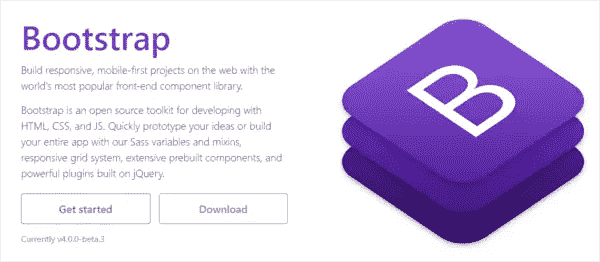 Bootstrap
Build responsive, mobile-first projects on the web with the
world's most popular front-end component library.
Bootstrap is an open source toolkit for developing with
HTML, CSS, and JS. Quickly prototype your ideas or build
your entire app with our Sass variables and mixins,
responsive grid system, extensive prebuilt components, and
powerful plugins built on jQuery.
Get started
Download
Currently v4.0.0-beta.3
B